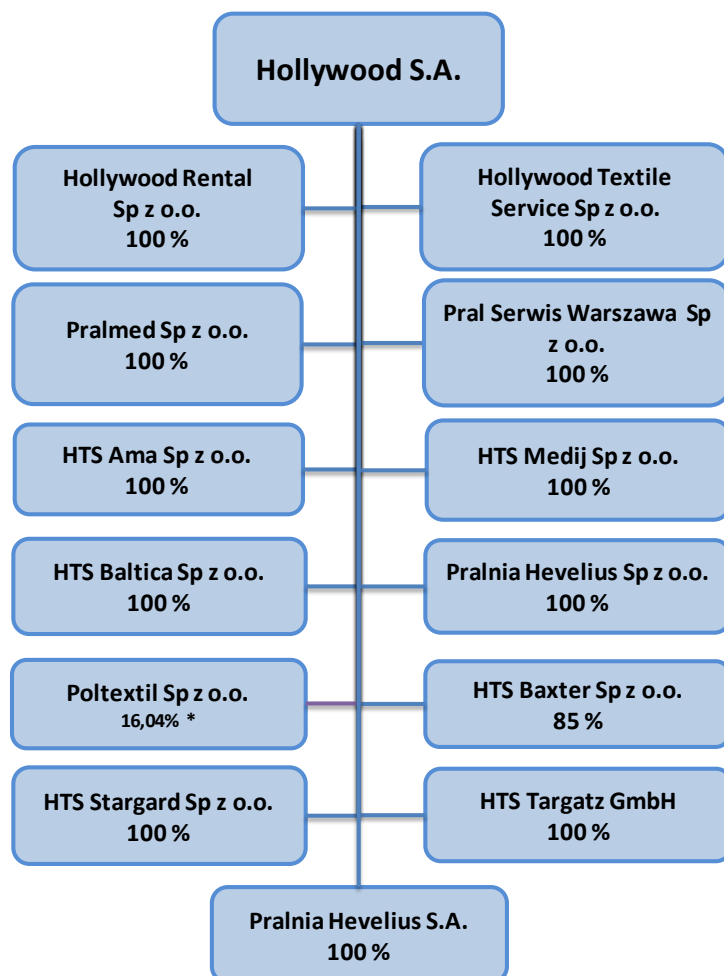 Hollywood S.A.
Hollywood Rental
Sp z o.o.
100 %
Hollywood Textile
Service Sp z o.o.
100 %
Pralmed Sp z o.o.
100 %
Pral Serwis Warszawa Sp
z o.o.
100 %
HTS Ama Sp z o.o.
100 %
HTS Medij Sp z o.o.
100 %
HTS Baltica Sp z o.o.
100 %
Pralnia Hevelius Sp z o.o.
100 %
Poltextil Sp z o.o.
16,04% *
HTS Baxter Sp z o.o.
85 %
HTS Stargard Sp z o.o.
100 %
HTS Targatz GmbH
100 %
Pralnia Hevelius S.A.
100 %